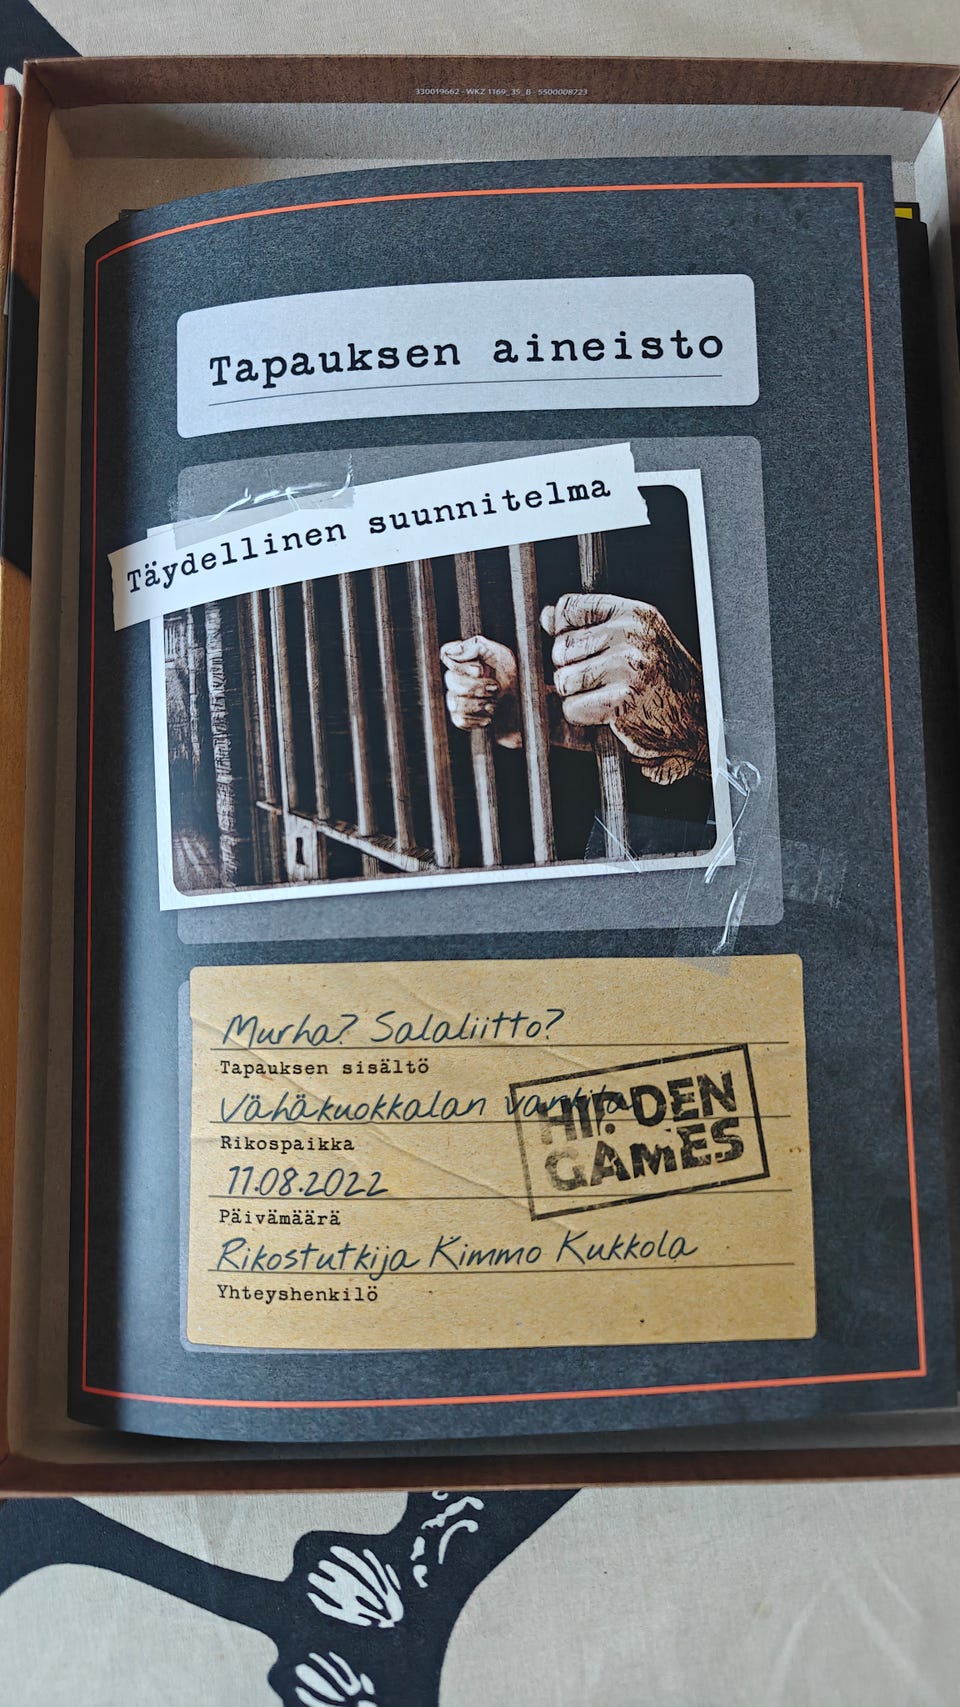 330019662 - WKZ 1169_35_B - 5500008723
Tapauksen aineisto
Täydellinen suunnitelma
Murha? Salaliitto?
Tapauksen sisältö
Vähäkuokkalan vankila
HIDDEN
GAMES
Rikospaikka
11.08.2022
Päivämäärä
Rikostutkija Kimmo Kukkola
Yhteyshenkilö